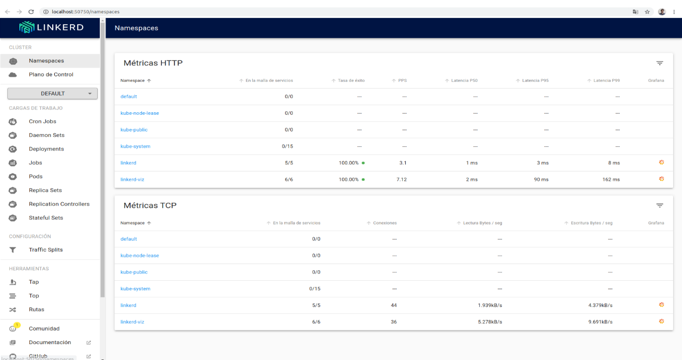 localhost:50750/namespaces
LINKERD
Namespaces
CLUSTER
Namespaces
Plano de Control
DEFAULT
CARGAS DE TRABAJO
Cron Jobs
Daemon Sets
Deployments
Jobs
Pods
Replica Sets
Replication Controllers
Stateful Sets
CONFIGURACIÓN
Traffic Splits
HERRAMIENTAS
Tap
Top
Rutas
Comunidad
Documentación
GitHub
Métricas HTTP
Namespace En la malla de servicios Tasa de éxito PPS Latencia P50 Latencia P95 Latencia P99 Grafana
default 0/0 — — — — —
kube-node-lease 0/0 — — — — —
kube-public 0/0 — — — — —
kube-system 0/15 — — — — —
linkerd 5/5 100.00% 3.1 1 ms 3 ms 8 ms
linkerd-viz 6/6 100.00% 7.12 2 ms 90 ms 162 ms
Métricas TCP
Namespace En la malla de servicios Conexiones Lectura Bytes / seg Escritura Bytes / seg Grafana
default 0/0 — — —
kube-node-lease 0/0 — — —
kube-public 0/0 — — —
kube-system 0/15 — — —
linkerd 5/5 44 1.939kB/s 4.379kB/s
linkerd-viz 6/6 36 5.278kB/s 9.691kB/s